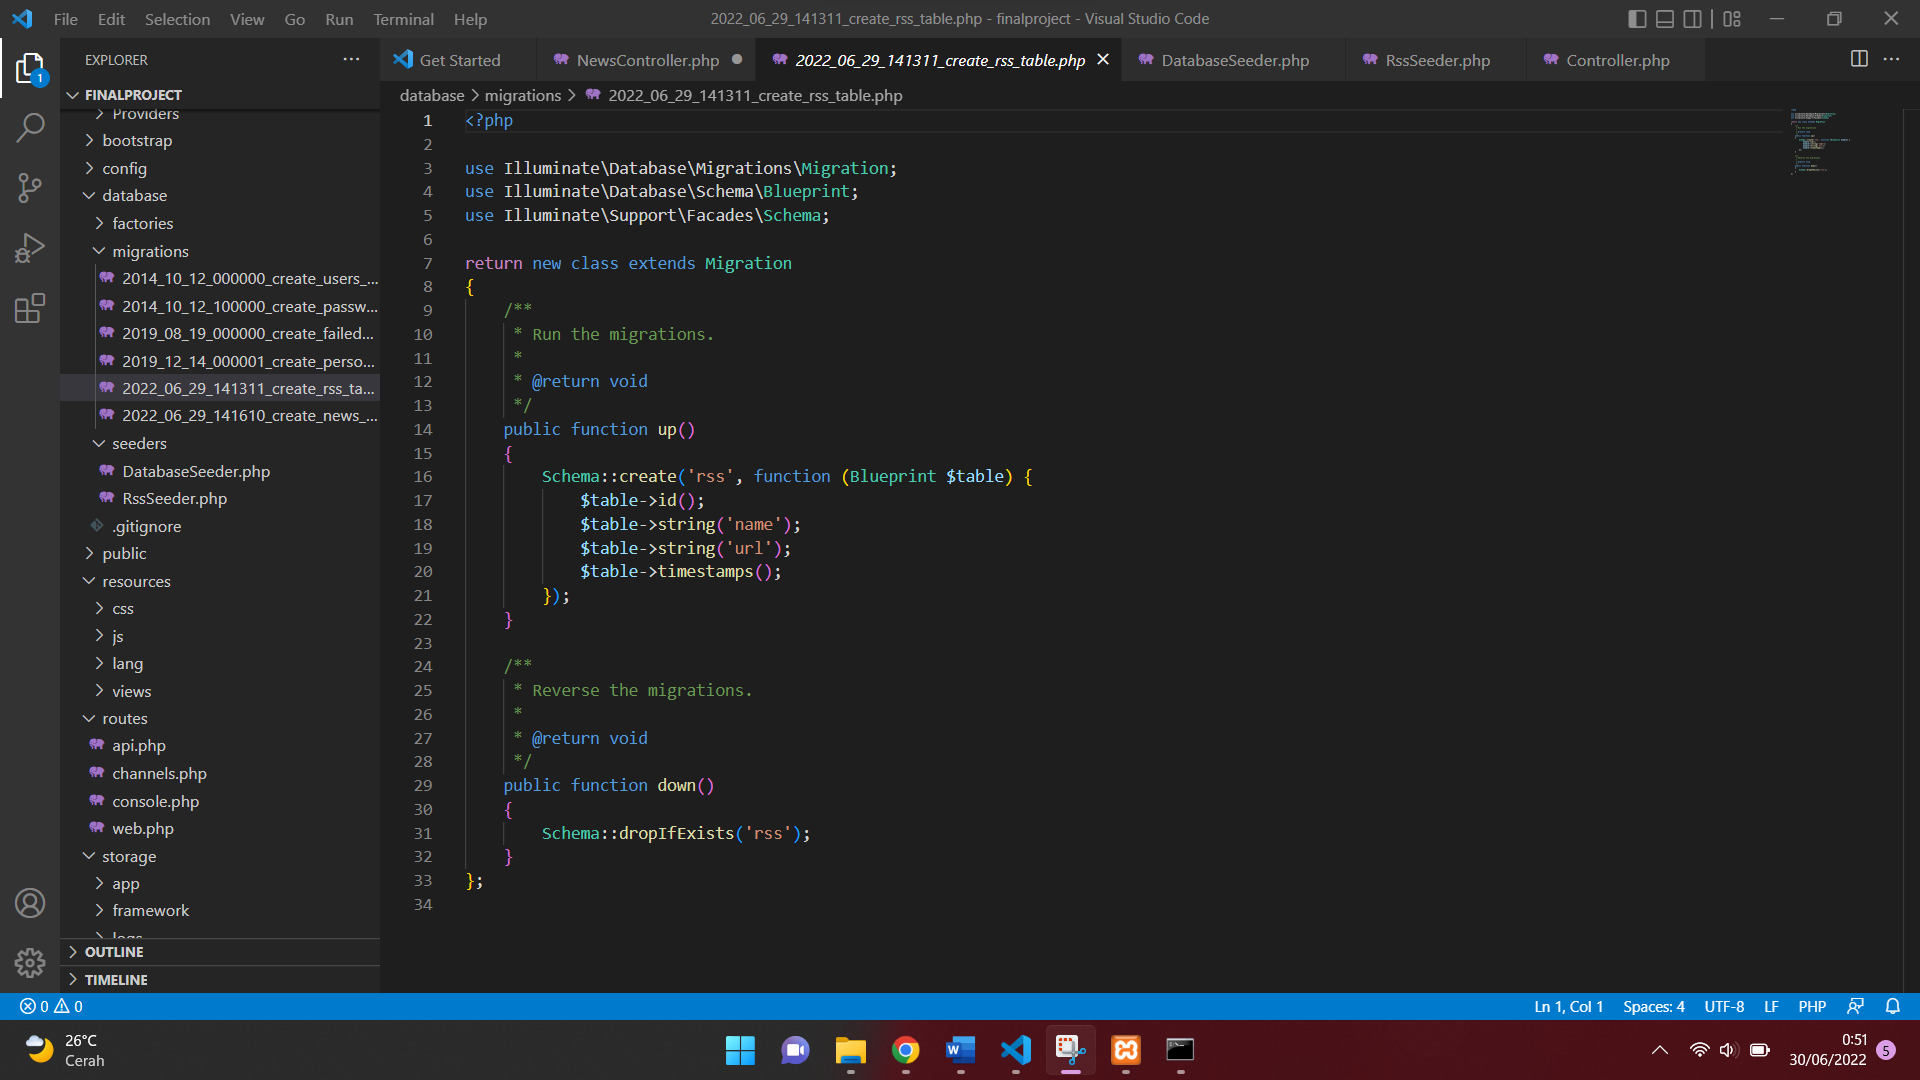 File Edit Selection View Go Run Terminal Help
2022_06_29_141311_create_rss_table.php - finalproject - Visual Studio Code
EXPLORER
Get Started
NewsController.php
2022_06_29_141311_create_rss_table.php
DatabaseSeeder.php
RssSeeder.php
Controller.php
FINALPROJECT
Providers
bootstrap
config
database
factories
migrations
2014_10_12_000000_create_users_...
2014_10_12_100000_create_passw...
2019_08_19_000000_create_failed...
2019_12_14_000001_create_perso...
2022_06_29_141311_create_rss_ta...
2022_06_29_141610_create_news_...
seeders
DatabaseSeeder.php
RssSeeder.php
.gitignore
public
resources
css
js
lang
views
routes
api.php
channels.php
console.php
web.php
storage
app
framework
logs
OUTLINE
TIMELINE
database > migrations > 2022_06_29_141311_create_rss_table.php
1 <?php
2
3 use Illuminate\Database\Migrations\Migration;
4 use Illuminate\Database\Schema\Blueprint;
5 use Illuminate\Support\Facades\Schema;
6
7 return new class extends Migration
8 {
9     /**
10      * Run the migrations.
11      *
12      * @return void
13      */
14     public function up()
15     {
16         Schema::create('rss', function (Blueprint $table) {
17             $table->id();
18             $table->string('name');
19             $table->string('url');
20             $table->timestamps();
21         });
22     }
23
24     /**
25      * Reverse the migrations.
26      *
27      * @return void
28      */
29     public function down()
30     {
31         Schema::dropIfExists('rss');
32     }
33 };
34
0 0
Ln 1, Col 1 Spaces: 4 UTF-8 LF PHP
26°C
Cerah
0:51
30/06/2022
5
1